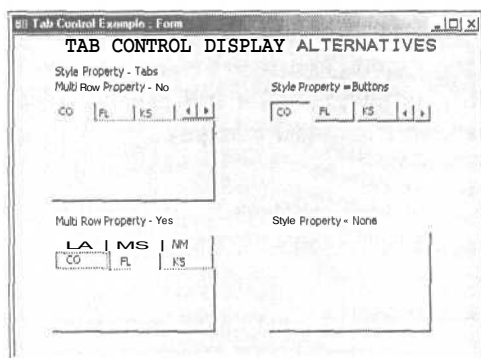 Tab Control Example : Form
TAB CONTROL DISPLAY ALTERNATIVES
Style Property - Tabs
Multi Row Property - No
CO FL KS
Style Property = Buttons
CO FL KS
Multi Row Property - Yes
LA | MS | NM
CO FL KS
Style Property « None